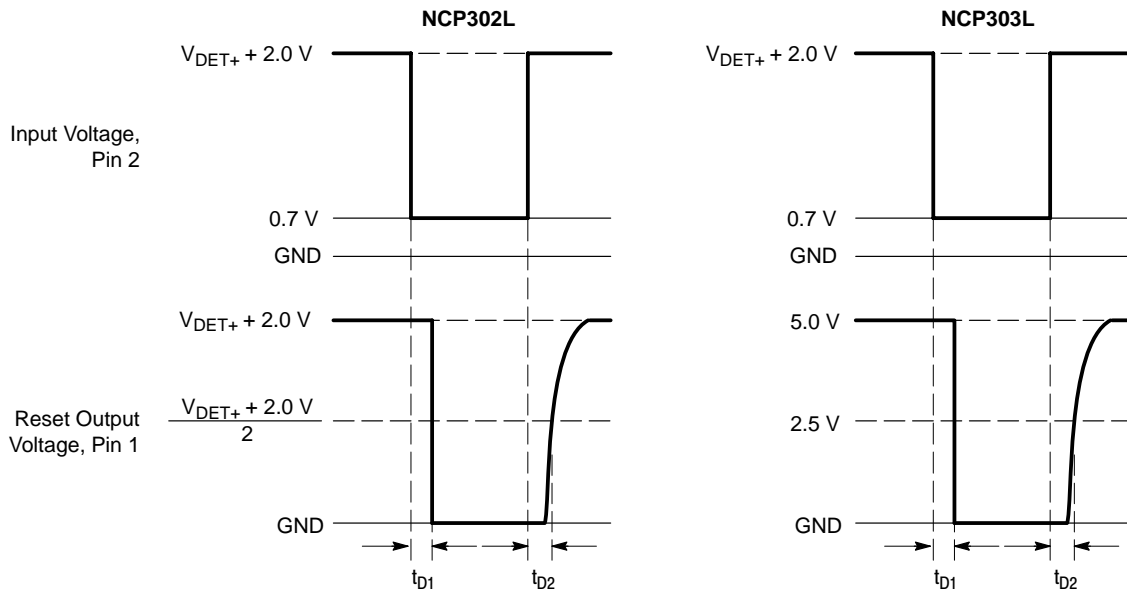 NCP302L
V_DET+ + 2.0 V
Input Voltage,
Pin 2
0.7 V
GND
V_DET+ + 2.0 V
Reset Output
Voltage, Pin 1
V_DET+ + 2.0 V
2
GND
t_D1
t_D2
NCP303L
V_DET+ + 2.0 V
0.7 V
GND
5.0 V
2.5 V
GND
t_D1
t_D2